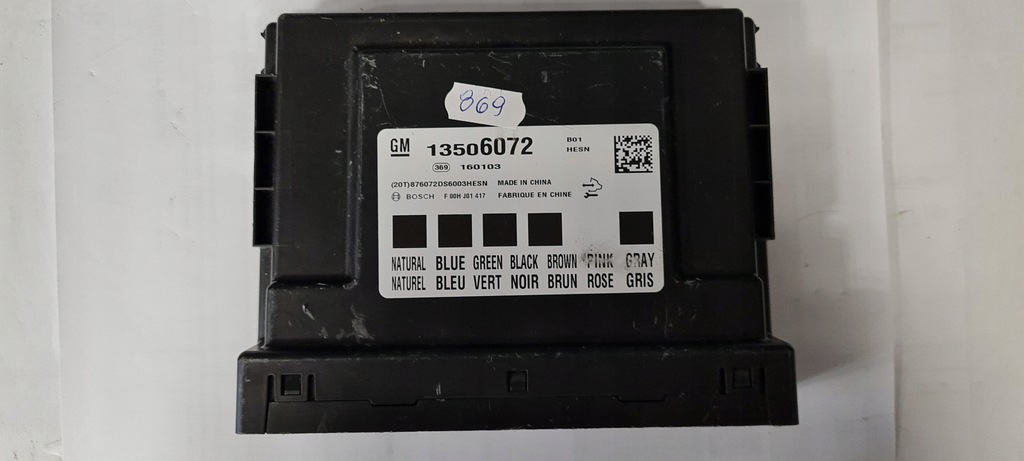 869
GM 13506072 B01
HESN
369 160103
(20T)876072DS6003HESN MADE IN CHINA
BOSCH F 00H J01 417 FABRIQUE EN CHINE
NATURAL BLUE GREEN BLACK BROWN PINK GRAY
NATUREL BLEU VERT NOIR BRUN ROSE GRIS